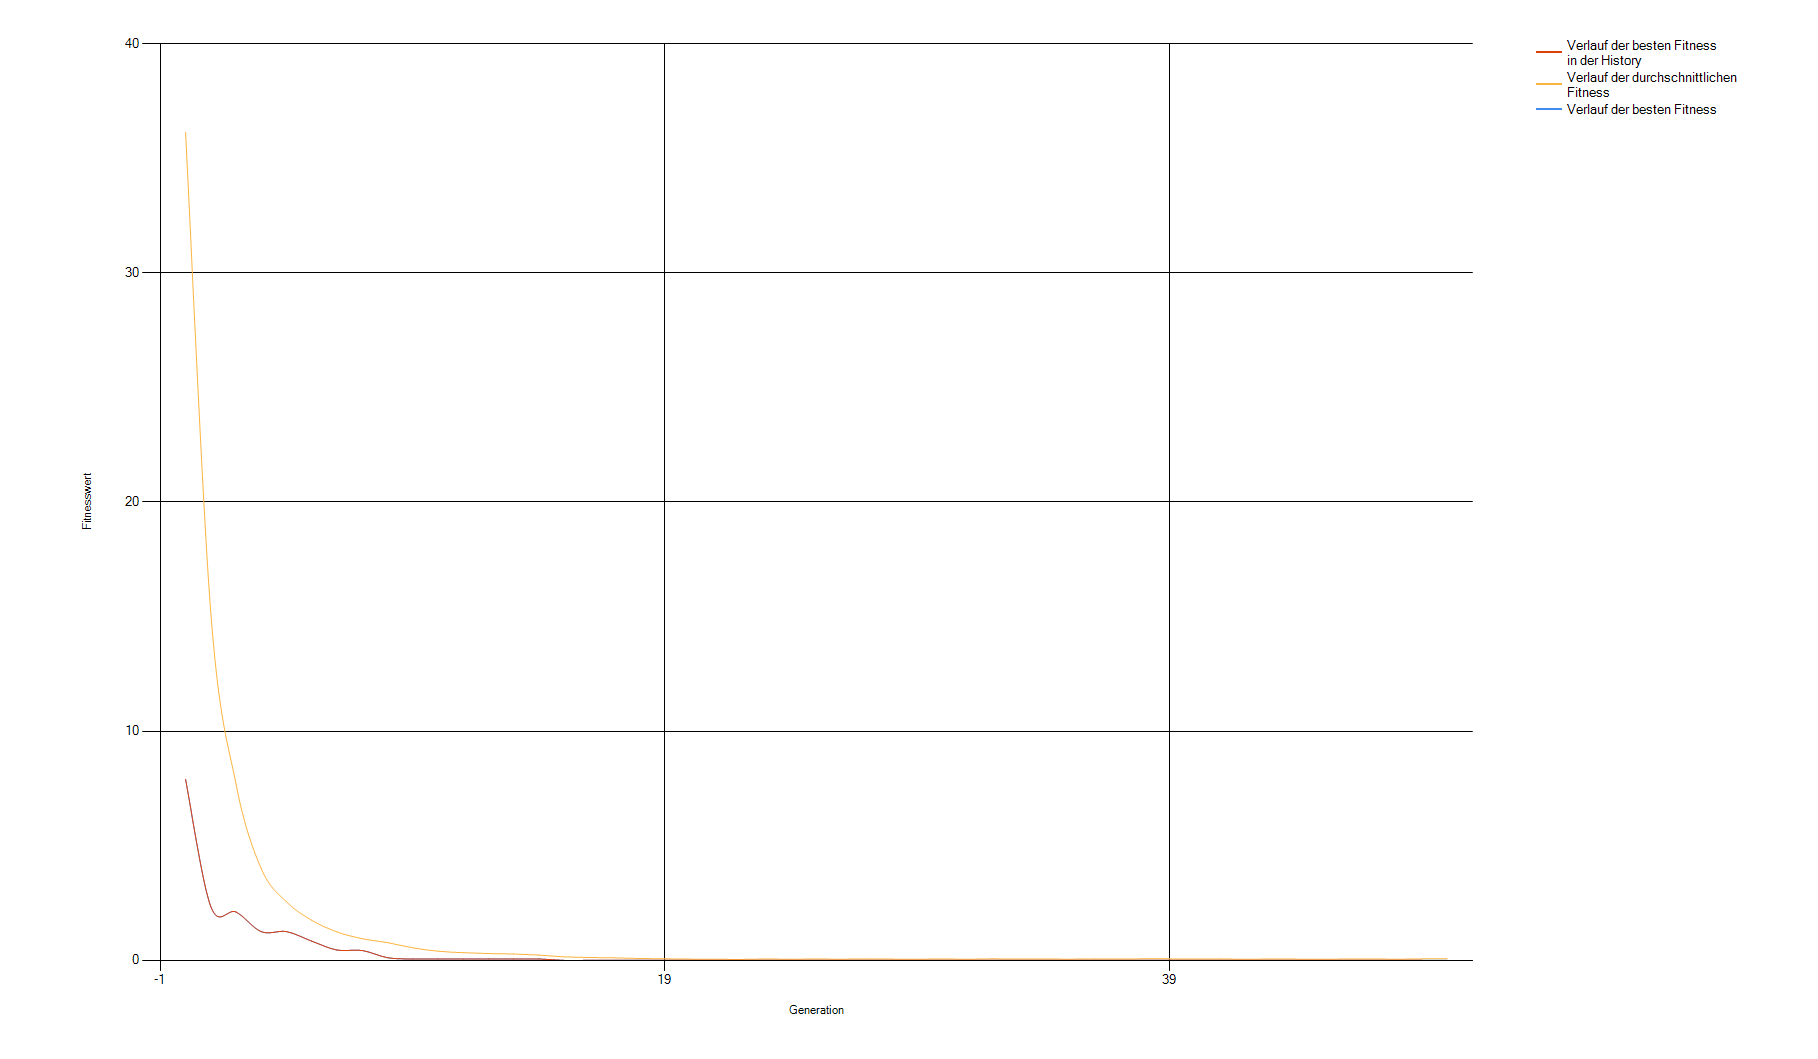 40
30
20
10
0
-1
19
39
Fitnesswert
Generation
Verlauf der besten Fitness
in der History
Verlauf der durchschnittlichen
Fitness
Verlauf der besten Fitness